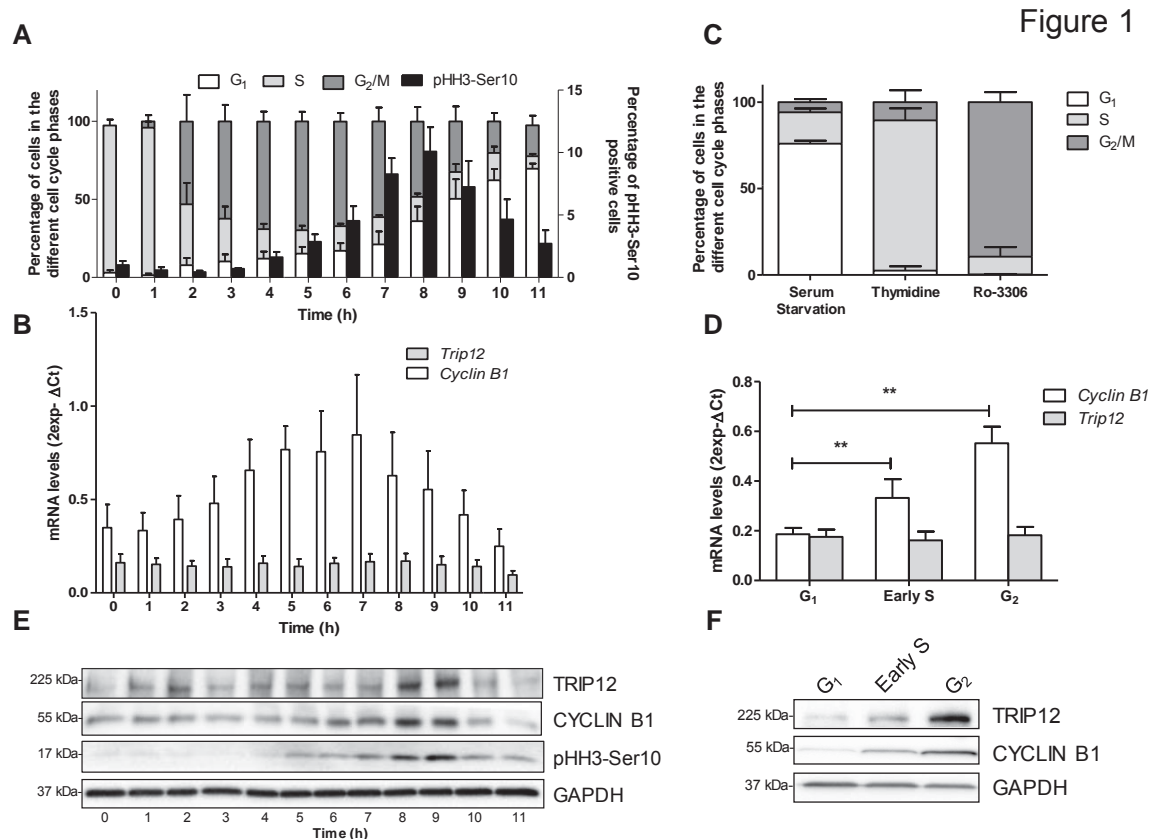 Figure 1
A
G1 S G2/M pHH3-Ser10
Percentage of cells in the
different cell cycle phases
100
50
0
15
10
5
0
Percentage of pHH3-Ser10
positive cells
0 1 2 3 4 5 6 7 8 9 10 11
Time (h)
B
mRNA levels (2exp- ΔCt)
1.5
1.0
0.5
0.0
Trip12
Cyclin B1
0 1 2 3 4 5 6 7 8 9 10 11
Time (h)
C
Percentage of cells in the
different cell cycle phases
100
50
0
G1
S
G2/M
Serum
Starvation
Thymidine
Ro-3306
D
mRNA levels (2exp-ΔCt)
0.8
0.6
0.4
0.2
0.0
**
**
Cyclin B1
Trip12
G1 Early S G2
E
225 kDa TRIP12
55 kDa CYCLIN B1
17 kDa pHH3-Ser10
37 kDa GAPDH
0 1 2 3 4 5 6 7 8 9 10 11
Time (h)
F
G1 Early S G2
225 kDa TRIP12
55 kDa CYCLIN B1
37 kDa GAPDH